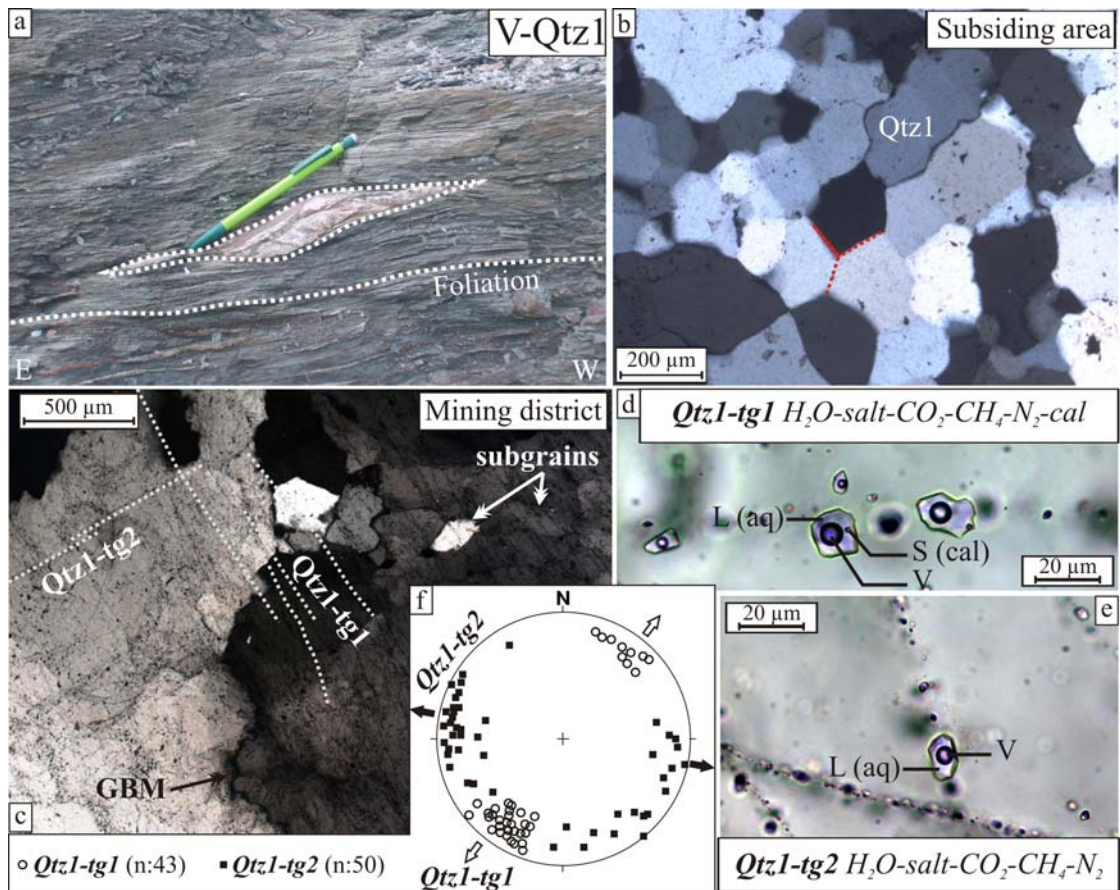 a
V-Qtz1
Foliation
E
W
b
Subsiding area
Qtz1
200 µm
500 µm
Mining district
subgrains
Qtz1-tg2
Qtz1-tg1
GBM
c
d
Qtz1-tg1 H₂O-salt-CO₂-CH₄-N₂-cal
L (aq)
S (cal)
V
20 µm
20 µm
e
V
L (aq)
Qtz1-tg2 H₂O-salt-CO₂-CH₄-N₂
f
N
Qtz1-tg2
Qtz1-tg1
Qtz1-tg1 (n:43)
Qtz1-tg2 (n:50)